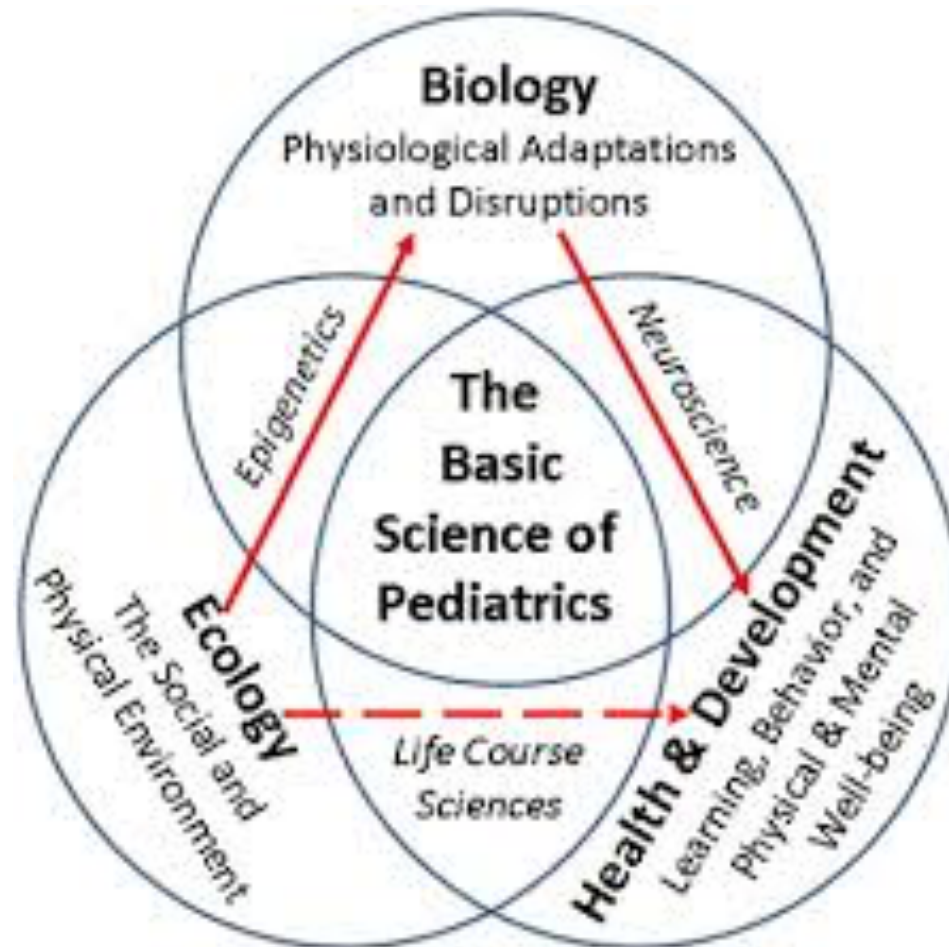 Biology
Physiological Adaptations
and Disruptions
Epigenetics
Neuroscience
The
Basic
Science of
Pediatrics
Ecology
The Social and
Physical Environment
Life Course
Sciences
Health & Development
Learning, Behavior, and
Physical & Mental
Well-being